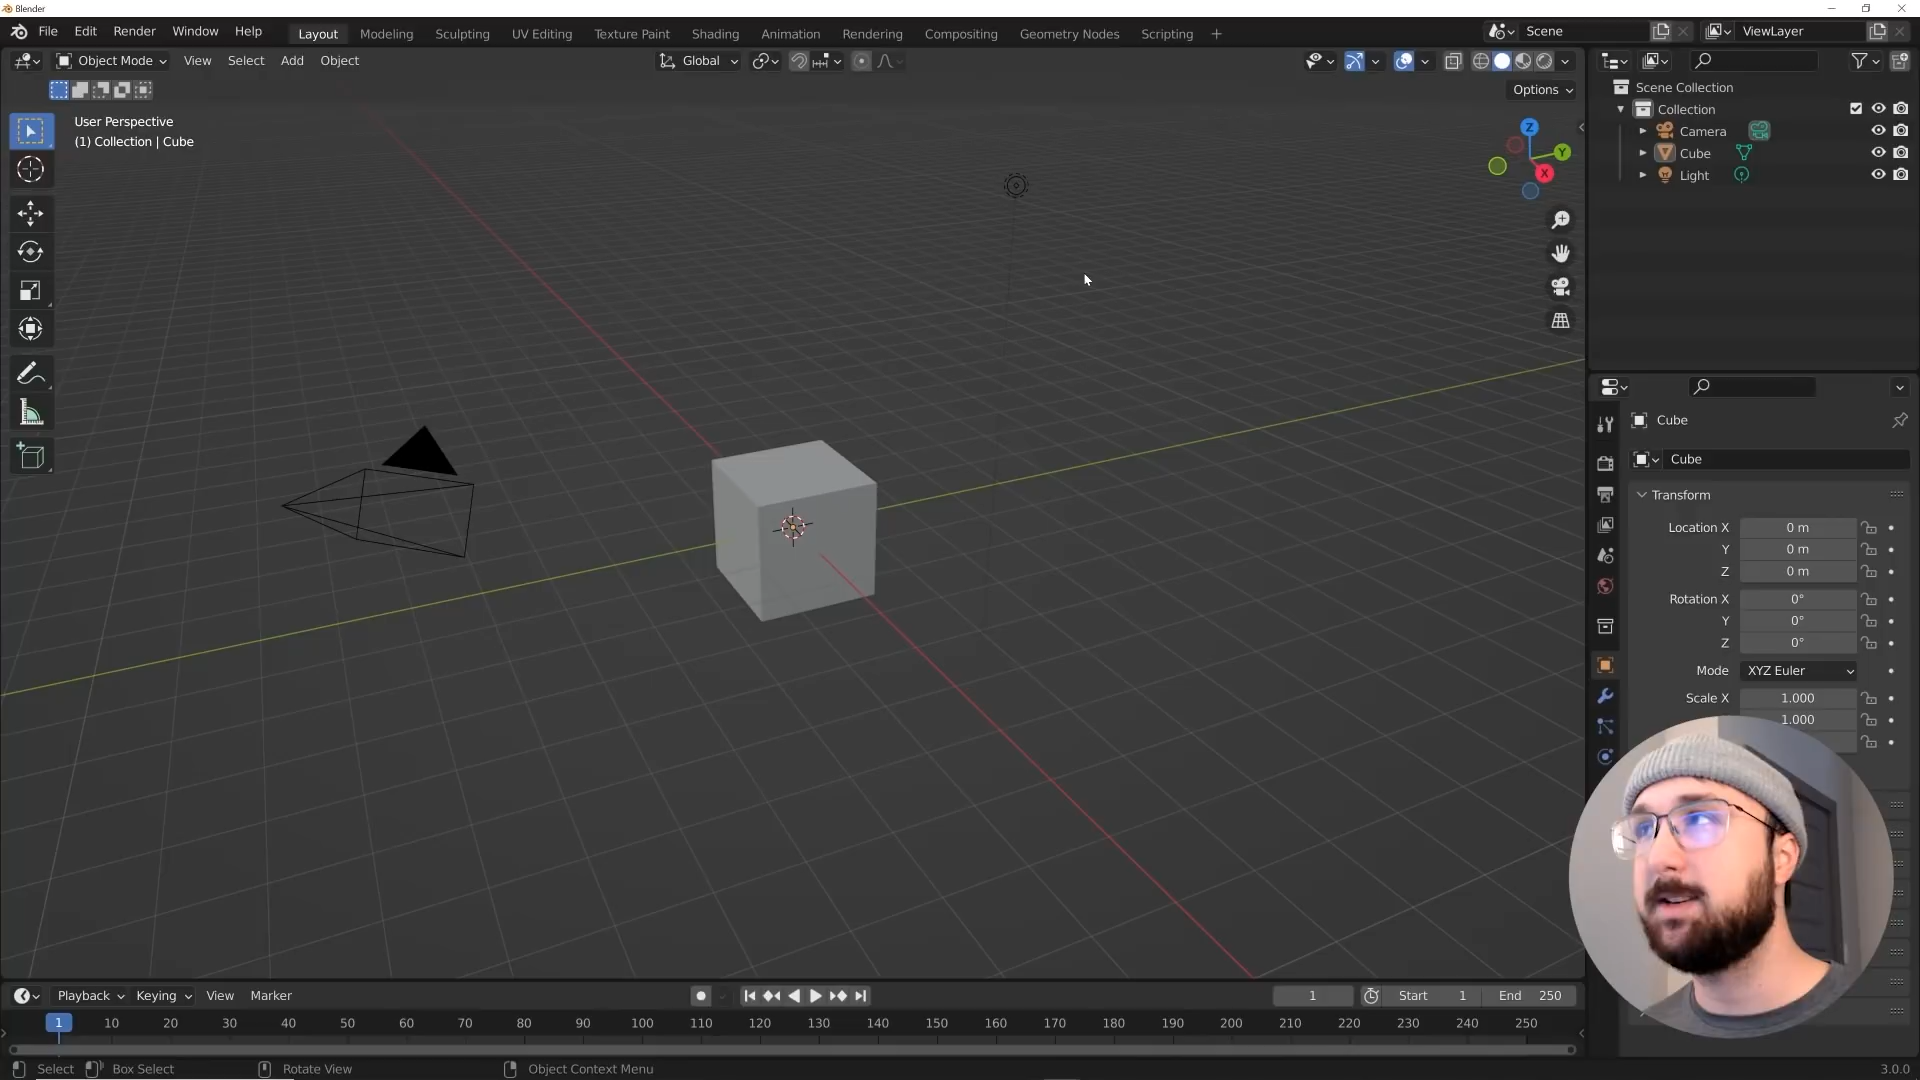 Blender
File Edit Render Window Help Layout Modeling Sculpting UV Editing Texture Paint Shading Animation Rendering Compositing Geometry Nodes Scripting + Scene ViewLayer
Object Mode View Select Add Object Global
Options
User Perspective
(1) Collection | Cube
Z
Y
X
Scene Collection
Collection
Camera
Cube
Light
Cube
Cube
Transform
Location X 0 m
Y 0 m
Z 0 m
Rotation X 0°
Y 0°
Z 0°
Mode XYZ Euler
Scale X 1.000
1.000
Playback Keying View Marker 1 Start 1 End 250
1 10 20 30 40 50 60 70 80 90 100 110 120 130 140 150 160 170 180 190 200 210 220 230 240 250
Select Box Select Rotate View Object Context Menu 3.0.0